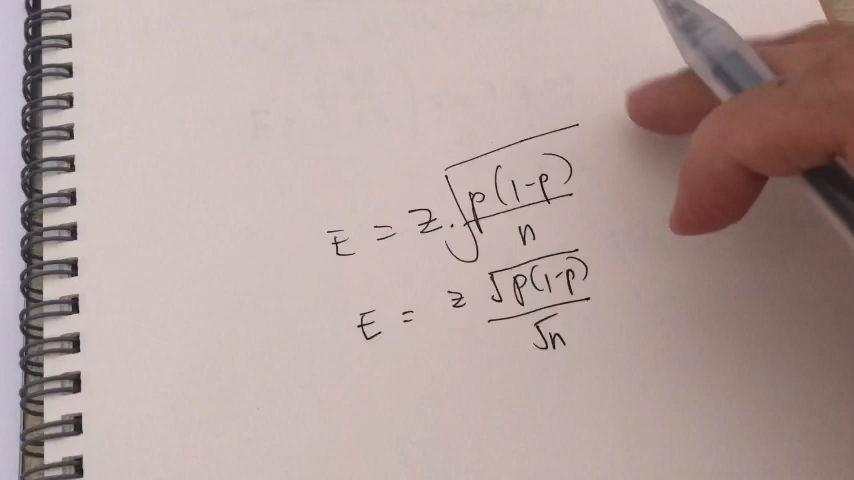 E = z · √(p(1-p)/n)
E = z √(p(1-p))/√n